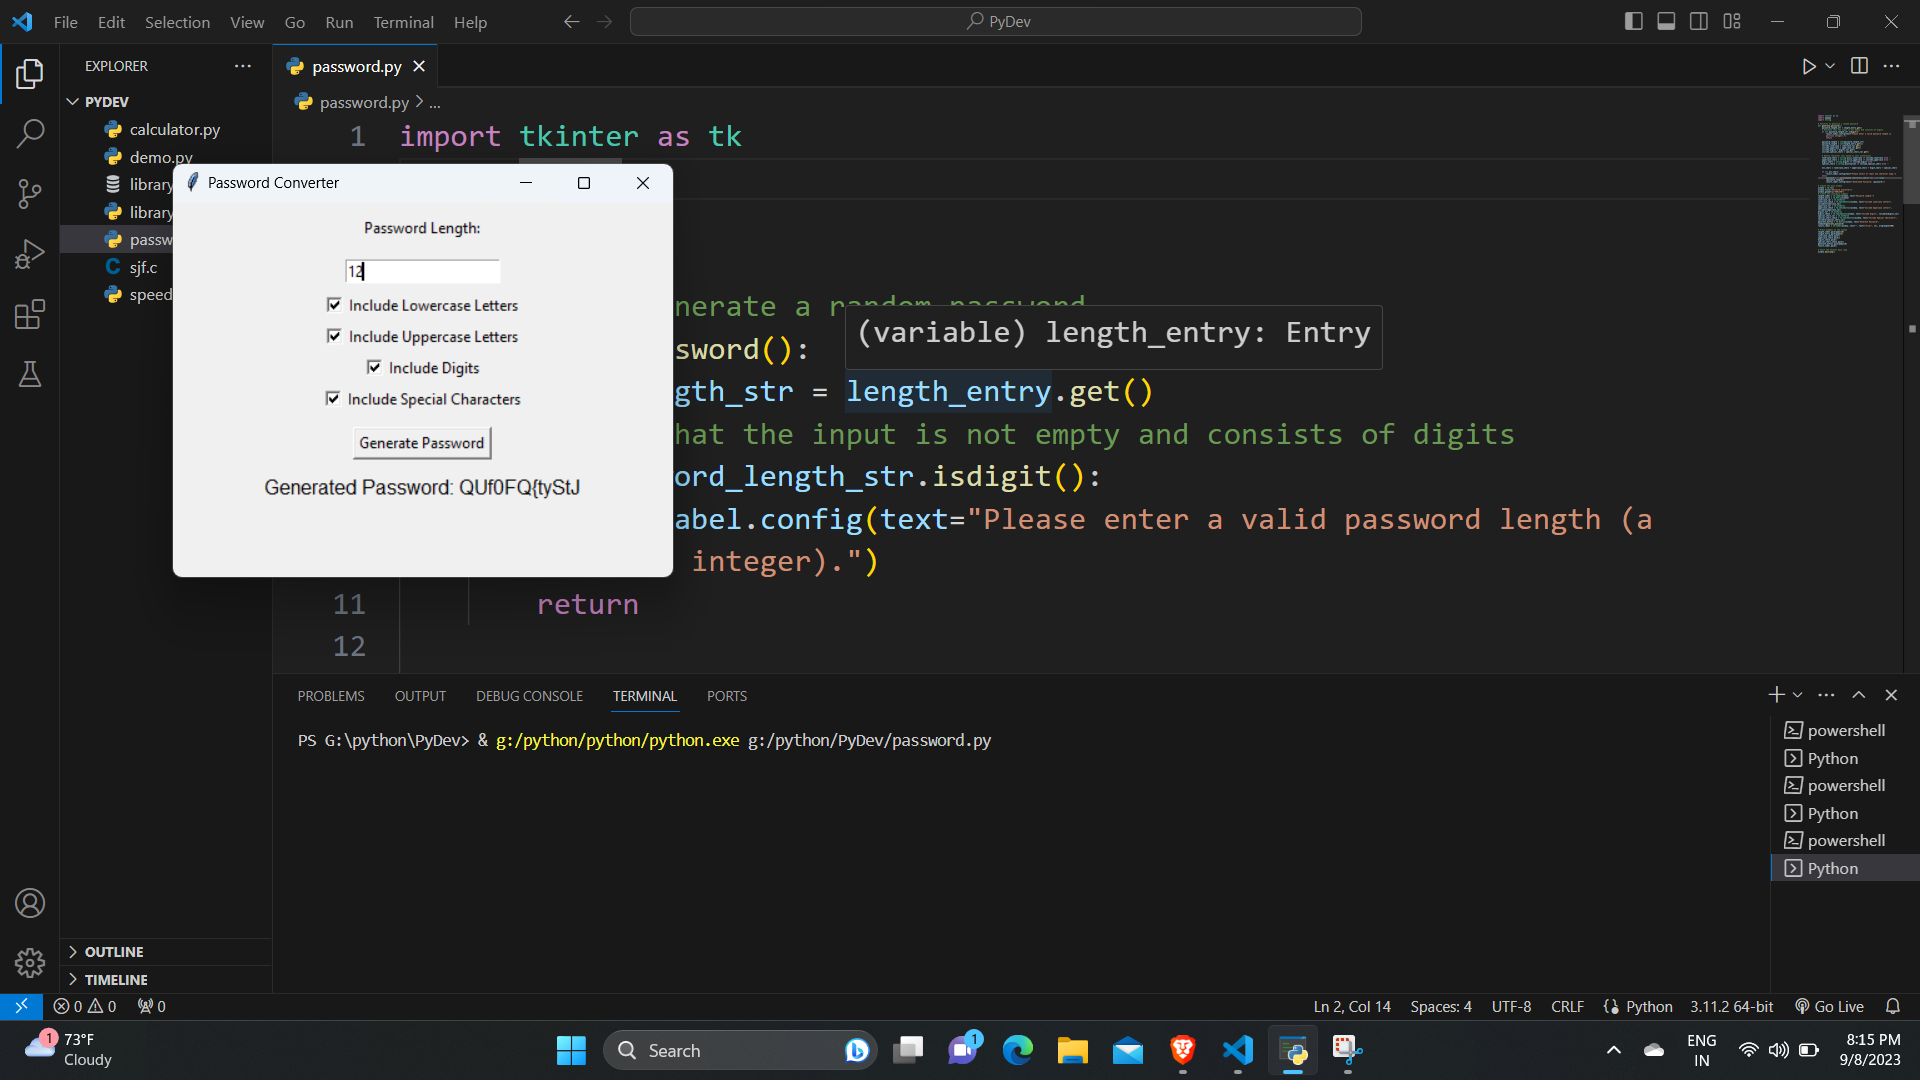 File Edit Selection View Go Run Terminal Help
PyDev
EXPLORER
PYDEV
calculator.py
demo.py
library
library
passw
sjf.c
speed
OUTLINE
TIMELINE
password.py
password.py > ...
1 import tkinter as tk
nerate a random password
sword():
gth_str = length_entry.get()
(variable) length_entry: Entry
hat the input is not empty and consists of digits
ord_length_str.isdigit():
abel.config(text="Please enter a valid password length (a
integer).")
11 return
12
Password Converter
Password Length:
12
Include Lowercase Letters
Include Uppercase Letters
Include Digits
Include Special Characters
Generate Password
Generated Password: QUf0FQ{tyStJ
PROBLEMS OUTPUT DEBUG CONSOLE TERMINAL PORTS
PS G:\python\PyDev> & g:/python/python/python.exe g:/python/PyDev/password.py
powershell
Python
powershell
Python
powershell
Python
0 0 0
Ln 2, Col 14 Spaces: 4 UTF-8 CRLF Python 3.11.2 64-bit Go Live
1
73°F
Cloudy
Search
1
ENG
IN
8:15 PM
9/8/2023